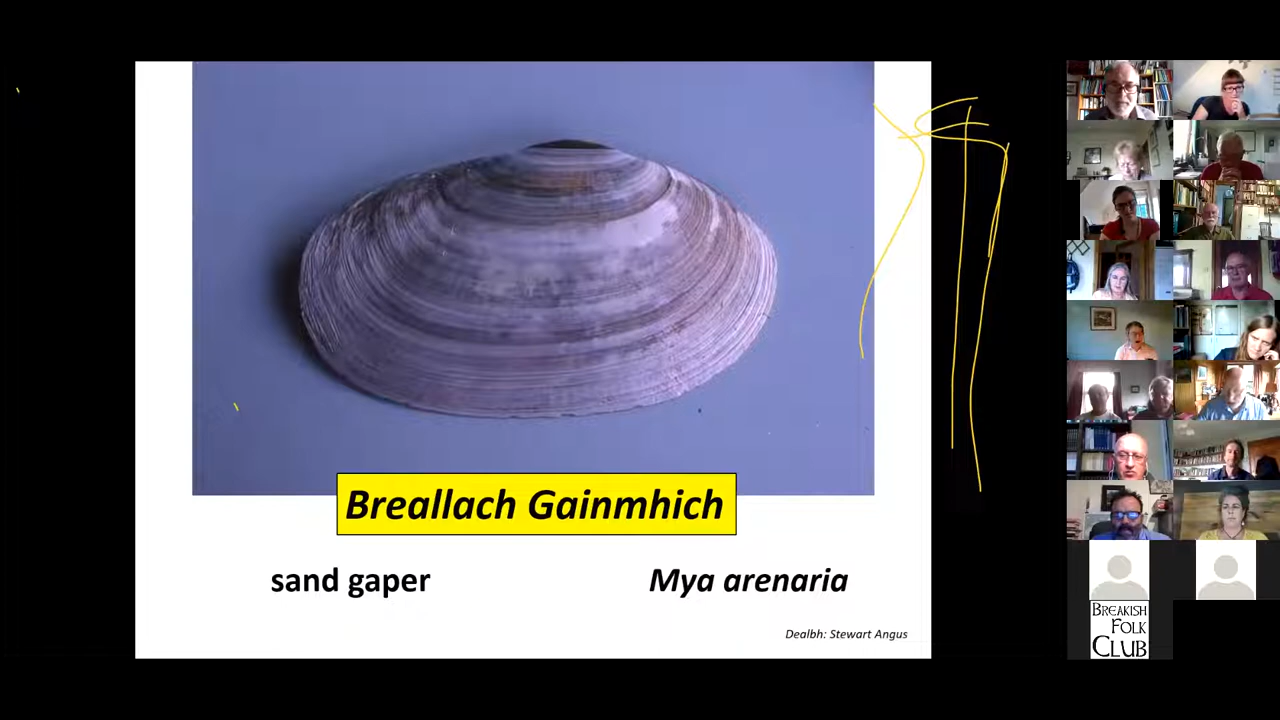 Breallach Gainmhich
sand gaper
Mya arenaria
Dealbh: Stewart Angus
BREAKISH
FOLK
CLUB